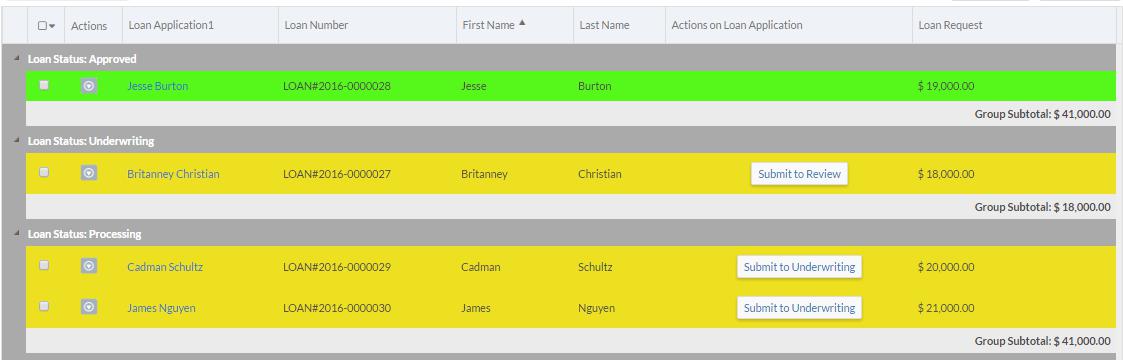 Actions Loan Application1 Loan Number First Name Last Name Actions on Loan Application Loan Request
Loan Status: Approved
Jesse Burton LOAN#2016-0000028 Jesse Burton $ 19,000.00
Group Subtotal: $ 41,000.00
Loan Status: Underwriting
Britanney Christian LOAN#2016-0000027 Britanney Christian Submit to Review $ 18,000.00
Group Subtotal: $ 18,000.00
Loan Status: Processing
Cadman Schultz LOAN#2016-0000029 Cadman Schultz Submit to Underwriting $ 20,000.00
James Nguyen LOAN#2016-0000030 James Nguyen Submit to Underwriting $ 21,000.00
Group Subtotal: $ 41,000.00